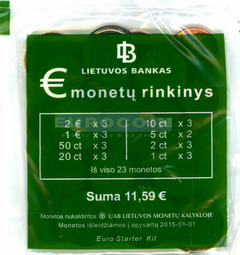 LIETUVOS BANKAS
€ monetų rinkinys
2 € x 3 10 ct x 3
1 € x 3 5 ct x 2
50 ct x 3 2 ct x 3
20 ct x 3 1 ct x 3
Iš viso 23 monetos
Suma 11,59 €
Monetos nukaldintos UAB LIETUVOS MONETŲ KALYKLOJE
Monetos išleidžiamos į apyvartą 2015-01-01
Euro Starter Kit